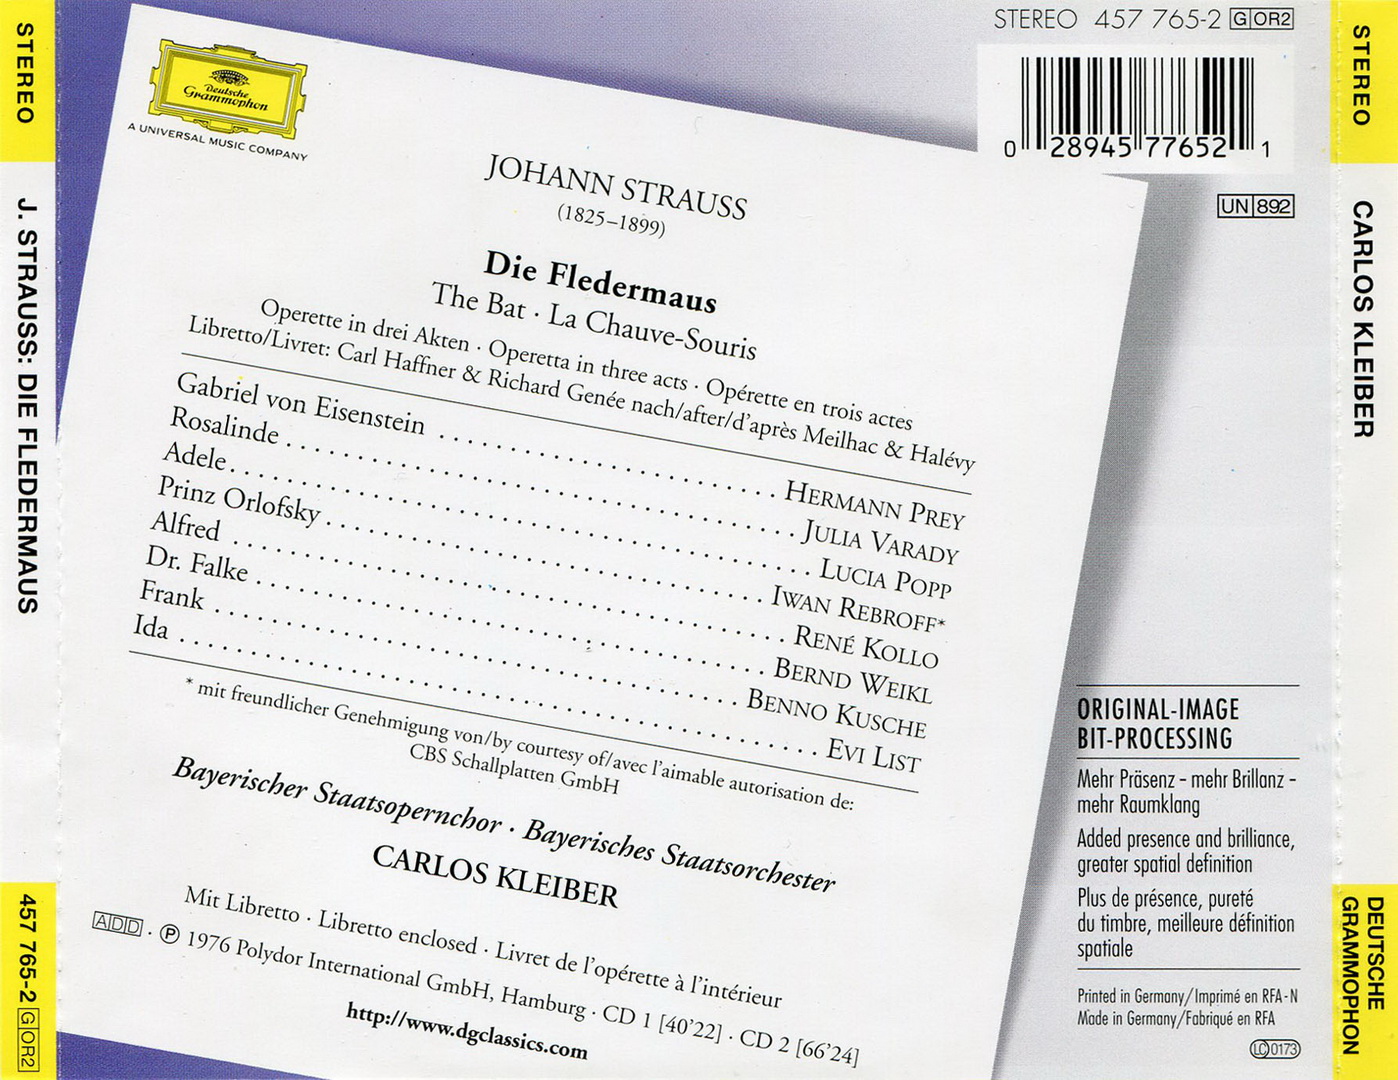 STEREO
J. STRAUSS: DIE FLEDERMAUS
457 765-2 G OR2
Deutsche
Grammophon
A UNIVERSAL MUSIC COMPANY
STEREO 457 765-2 G OR2
0 28945 77652 1
UN 892
JOHANN STRAUSS
(1825–1899)
Die Fledermaus
The Bat · La Chauve-Souris
Operette in drei Akten · Operetta in three acts · Opérette en trois actes
Libretto/Livret: Carl Haffner & Richard Genée nach/after/d'après Meilhac & Halévy
Gabriel von Eisenstein . . . . . . . . . . HERMANN PREY
Rosalinde . . . . . . . . . . JULIA VARADY
Adele . . . . . . . . . . LUCIA POPP
Prinz Orlofsky . . . . . . . . . . IWAN REBROFF*
Alfred . . . . . . . . . . RENÉ KOLLO
Dr. Falke . . . . . . . . . . BERND WEIKL
Frank . . . . . . . . . . BENNO KUSCHE
Ida . . . . . . . . . . EVI LIST
* mit freundlicher Genehmigung von/by courtesy of/avec l'aimable autorisation de:
CBS Schallplatten GmbH
Bayerischer Staatsopernchor · Bayerisches Staatsorchester
CARLOS KLEIBER
Mit Libretto · Libretto enclosed · Livret de l'opérette à l'intérieur
ADD · ℗ 1976 Polydor International GmbH, Hamburg · CD 1 [40'22] · CD 2 [66'24]
http://www.dgclassics.com
ORIGINAL-IMAGE
BIT-PROCESSING
Mehr Präsenz – mehr Brillanz –
mehr Raumklang
Added presence and brilliance,
greater spatial definition
Plus de présence, pureté
du timbre, meilleure définition
spatiale
Printed in Germany/Imprimé en RFA-N
Made in Germany/Fabriqué en RFA
LC 0173
STEREO
CARLOS KLEIBER
DEUTSCHE
GRAMMOPHON